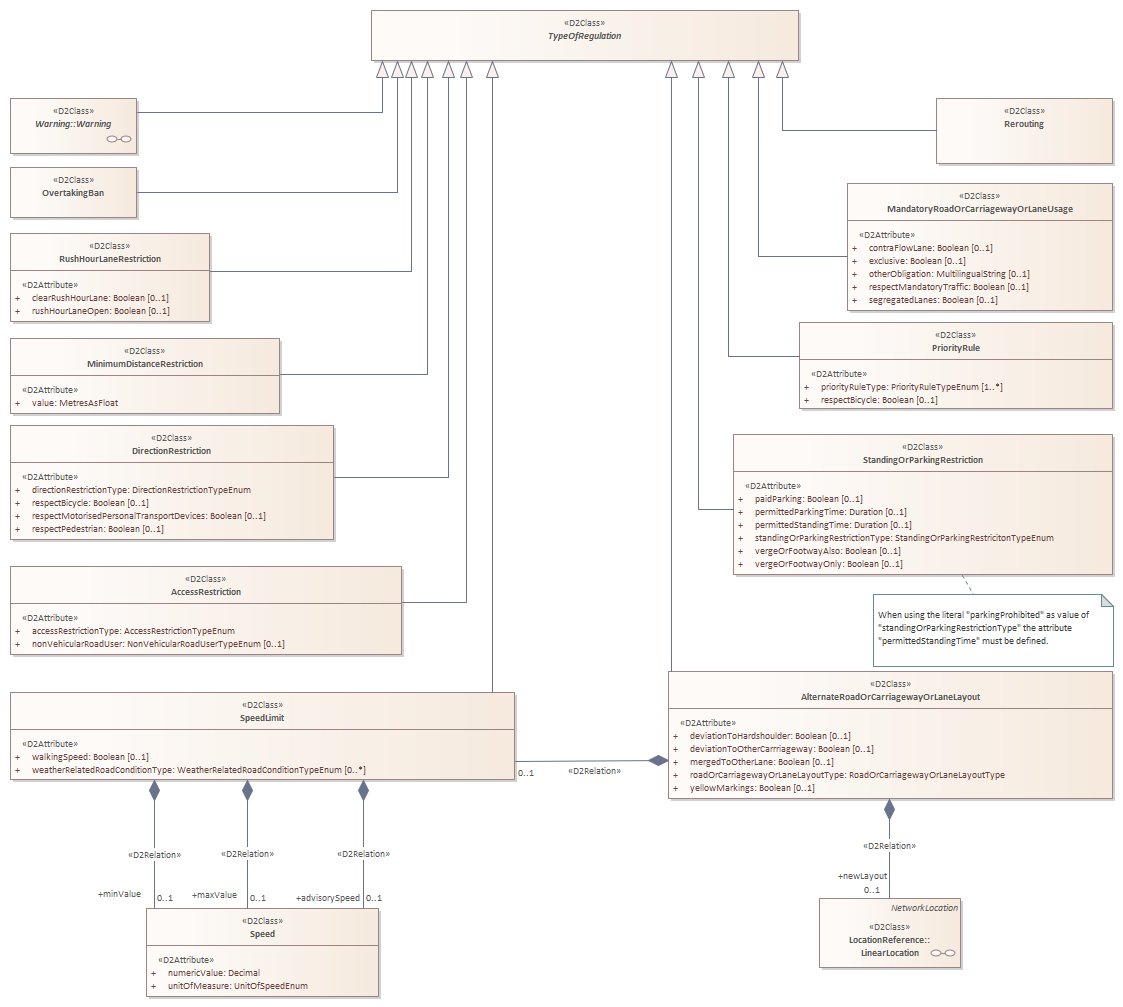 «D2Class»
TypeOfRegulation
«D2Class»
Warning::Warning
«D2Class»
OvertakingBan
«D2Class»
RushHourLaneRestriction
«D2Attribute»
+ clearRushHourLane: Boolean [0..1]
+ rushHourLaneOpen: Boolean [0..1]
«D2Class»
MinimumDistanceRestriction
«D2Attribute»
+ value: MetresAsFloat
«D2Class»
DirectionRestriction
«D2Attribute»
+ directionRestrictionType: DirectionRestrictionTypeEnum
+ respectBicycle: Boolean [0..1]
+ respectMotorisedPersonalTransportDevices: Boolean [0..1]
+ respectPedestrian: Boolean [0..1]
«D2Class»
AccessRestriction
«D2Attribute»
+ accessRestrictionType: AccessRestrictionTypeEnum
+ nonVehicularRoadUser: NonVehicularRoadUserTypeEnum [0..1]
«D2Class»
SpeedLimit
«D2Attribute»
+ walkingSpeed: Boolean [0..1]
+ weatherRelatedRoadConditionType: WeatherRelatedRoadConditionTypeEnum [0..*]
«D2Relation»
«D2Relation»
«D2Relation»
+minValue
0..1
+maxValue
0..1
+advisorySpeed
0..1
«D2Class»
Speed
«D2Attribute»
+ numericValue: Decimal
+ unitOfMeasure: UnitOfSpeedEnum
«D2Class»
Rerouting
«D2Class»
MandatoryRoadOrCarriagewayOrLaneUsage
«D2Attribute»
+ contraFlowLane: Boolean [0..1]
+ exclusive: Boolean [0..1]
+ otherObligation: MultilingualString [0..1]
+ respectMandatoryTraffic: Boolean [0..1]
+ segregatedLanes: Boolean [0..1]
«D2Class»
PriorityRule
«D2Attribute»
+ priorityRuleType: PriorityRuleTypeEnum [1..*]
+ respectBicycle: Boolean [0..1]
«D2Class»
StandingOrParkingRestriction
«D2Attribute»
+ paidParking: Boolean [0..1]
+ permittedParkingTime: Duration [0..1]
+ permittedStandingTime: Duration [0..1]
+ standingOrParkingRestrictionType: StandingOrParkingRestricitonTypeEnum
+ vergeOrFootwayAlso: Boolean [0..1]
+ vergeOrFootwayOnly: Boolean [0..1]
When using the literal "parkingProhibited" as value of
"standingOrParkingRestrictionType" the attribute
"permittedStandingTime" must be defined.
«D2Class»
AlternateRoadOrCarriagewayOrLaneLayout
«D2Attribute»
+ deviationToHardshoulder: Boolean [0..1]
+ deviationToOtherCarrriageway: Boolean [0..1]
+ mergedToOtherLane: Boolean [0..1]
+ roadOrCarriagewayOrLaneLayoutType: RoadOrCarriagewayOrLaneLayoutType
+ yellowMarkings: Boolean [0..1]
0..1
«D2Relation»
«D2Relation»
+newLayout
0..1
NetworkLocation
«D2Class»
LocationReference::
LinearLocation